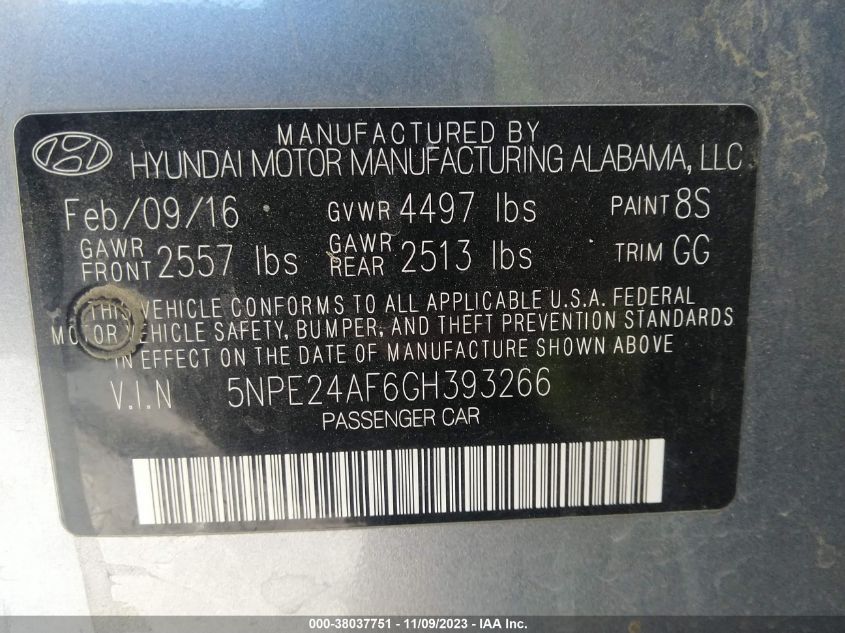 MANUFACTURED BY
HYUNDAI MOTOR MANUFACTURING ALABAMA, LLC
Feb/09/16 GVWR 4497 lbs PAINT 8S
GAWR FRONT 2557 lbs GAWR REAR 2513 lbs TRIM GG
THIS VEHICLE CONFORMS TO ALL APPLICABLE U.S.A. FEDERAL
MOTOR VEHICLE SAFETY, BUMPER, AND THEFT PREVENTION STANDARDS
IN EFFECT ON THE DATE OF MANUFACTURE SHOWN ABOVE
V.I.N 5NPE24AF6GH393266
PASSENGER CAR
000-38037751 - 11/09/2023 - IAAI.COM